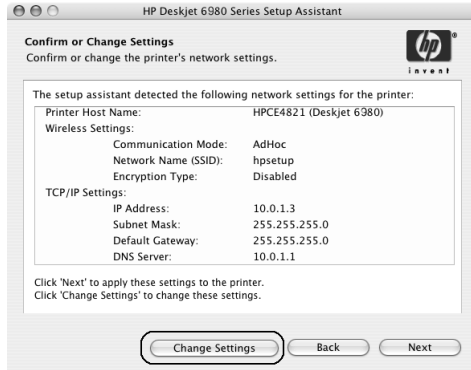 HP Deskjet 6980 Series Setup Assistant
Confirm or Change Settings
Confirm or change the printer's network settings.
hp
invent
The setup assistant detected the following network settings for the printer:
Printer Host Name: HPCE4821 (Deskjet 6980)
Wireless Settings:
Communication Mode: AdHoc
Network Name (SSID): hpsetup
Encryption Type: Disabled
TCP/IP Settings:
IP Address: 10.0.1.3
Subnet Mask: 255.255.255.0
Default Gateway: 255.255.255.0
DNS Server: 10.0.1.1
Click 'Next' to apply these settings to the printer.
Click 'Change Settings' to change these settings.
Change Settings Back Next